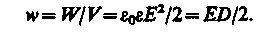 w = W/V = ε₀εE²/2 = ED/2.